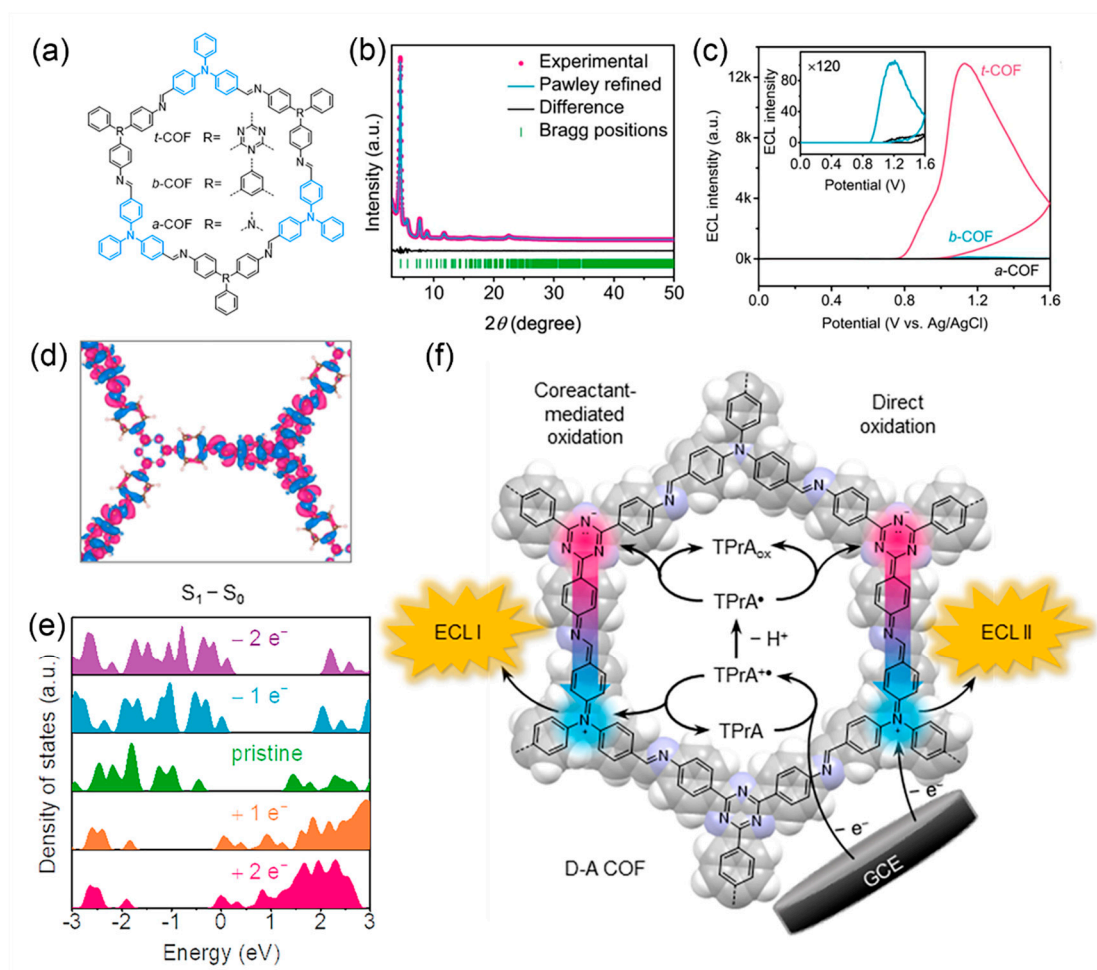 (a)
N
N
N
R
R
t-COF R=
N
N N
b-COF R=
a-COF R=
N
N
N
N
N
N
N
R
(b)
Experimental
Pawley refined
Difference
Bragg positions
Intensity (a.u.)
10 20 30 40 50
2θ (degree)
(c)
×120
t-COF
12k
8k
4k
0k
ECL intenstity (a.u.)
ECL intensity
80
40
0
0.0 0.4 0.8 1.2 1.6
Potential (V)
b-COF
a-COF
0.0 0.4 0.8 1.2 1.6
Potential (V vs. Ag/AgCl)
(d)
S1 – S0
(e)
– 2 e⁻
– 1 e⁻
pristine
+ 1 e⁻
+ 2 e⁻
Density of states (a.u.)
-3 -2 -1 0 1 2 3
Energy (eV)
(f)
Coreactant-
mediated
oxidation
Direct
oxidation
N
N
N
N⁻
N N
N⁻
N N
TPrAox
TPrA•
– H⁺
TPrA⁺•
TPrA
N
N
N
+
N
+
ECL I
ECL II
N
N
N N
N
– e⁻
– e⁻
GCE
D-A COF